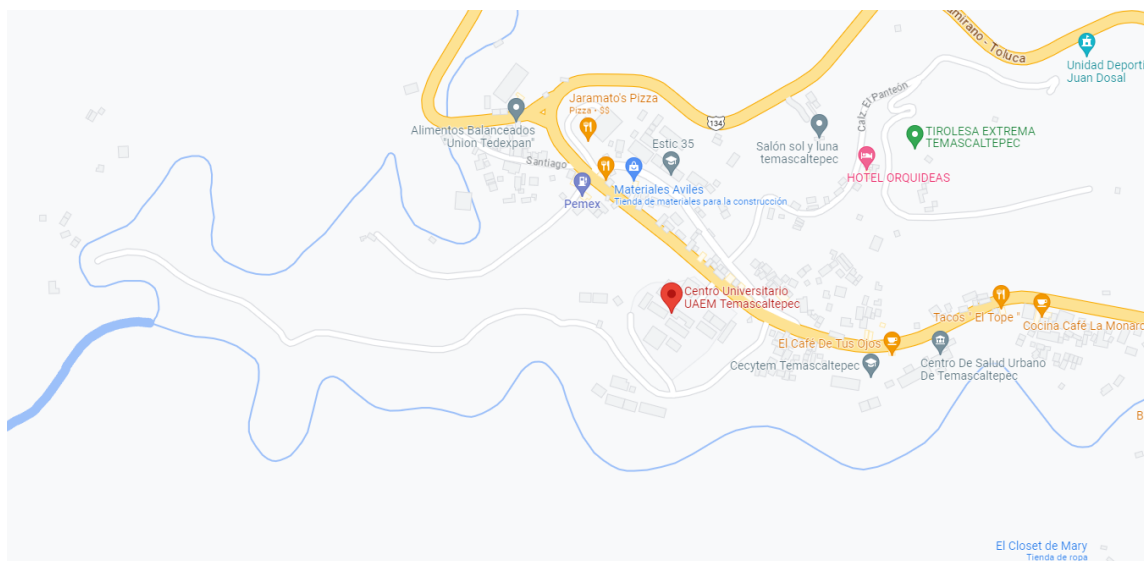 amirano - Toluca
Unidad Deporti
Juan Dosal
Jaramato's Pizza
Pizza • $$
Alimentos Balanceados
"Union Tedexpan"
134
Calz. El Panteón
Estic 35
Salón sol y luna
temascaltepec
TIROLESA EXTREMA
TEMASCALTEPEC
Santiago
HOTEL ORQUIDEAS
Materiales Aviles
Tienda de materiales para la construcción
Pemex
Centro Universitario
UAEM Temascaltepec
Tacos " El Tope "
Cocina Café La Monarc
El Café De Tus Ojos
Cecytem Temascaltepec
Centro De Salud Urbano
De Temascaltepec
B
El Closet de Mary
Tienda de ropa